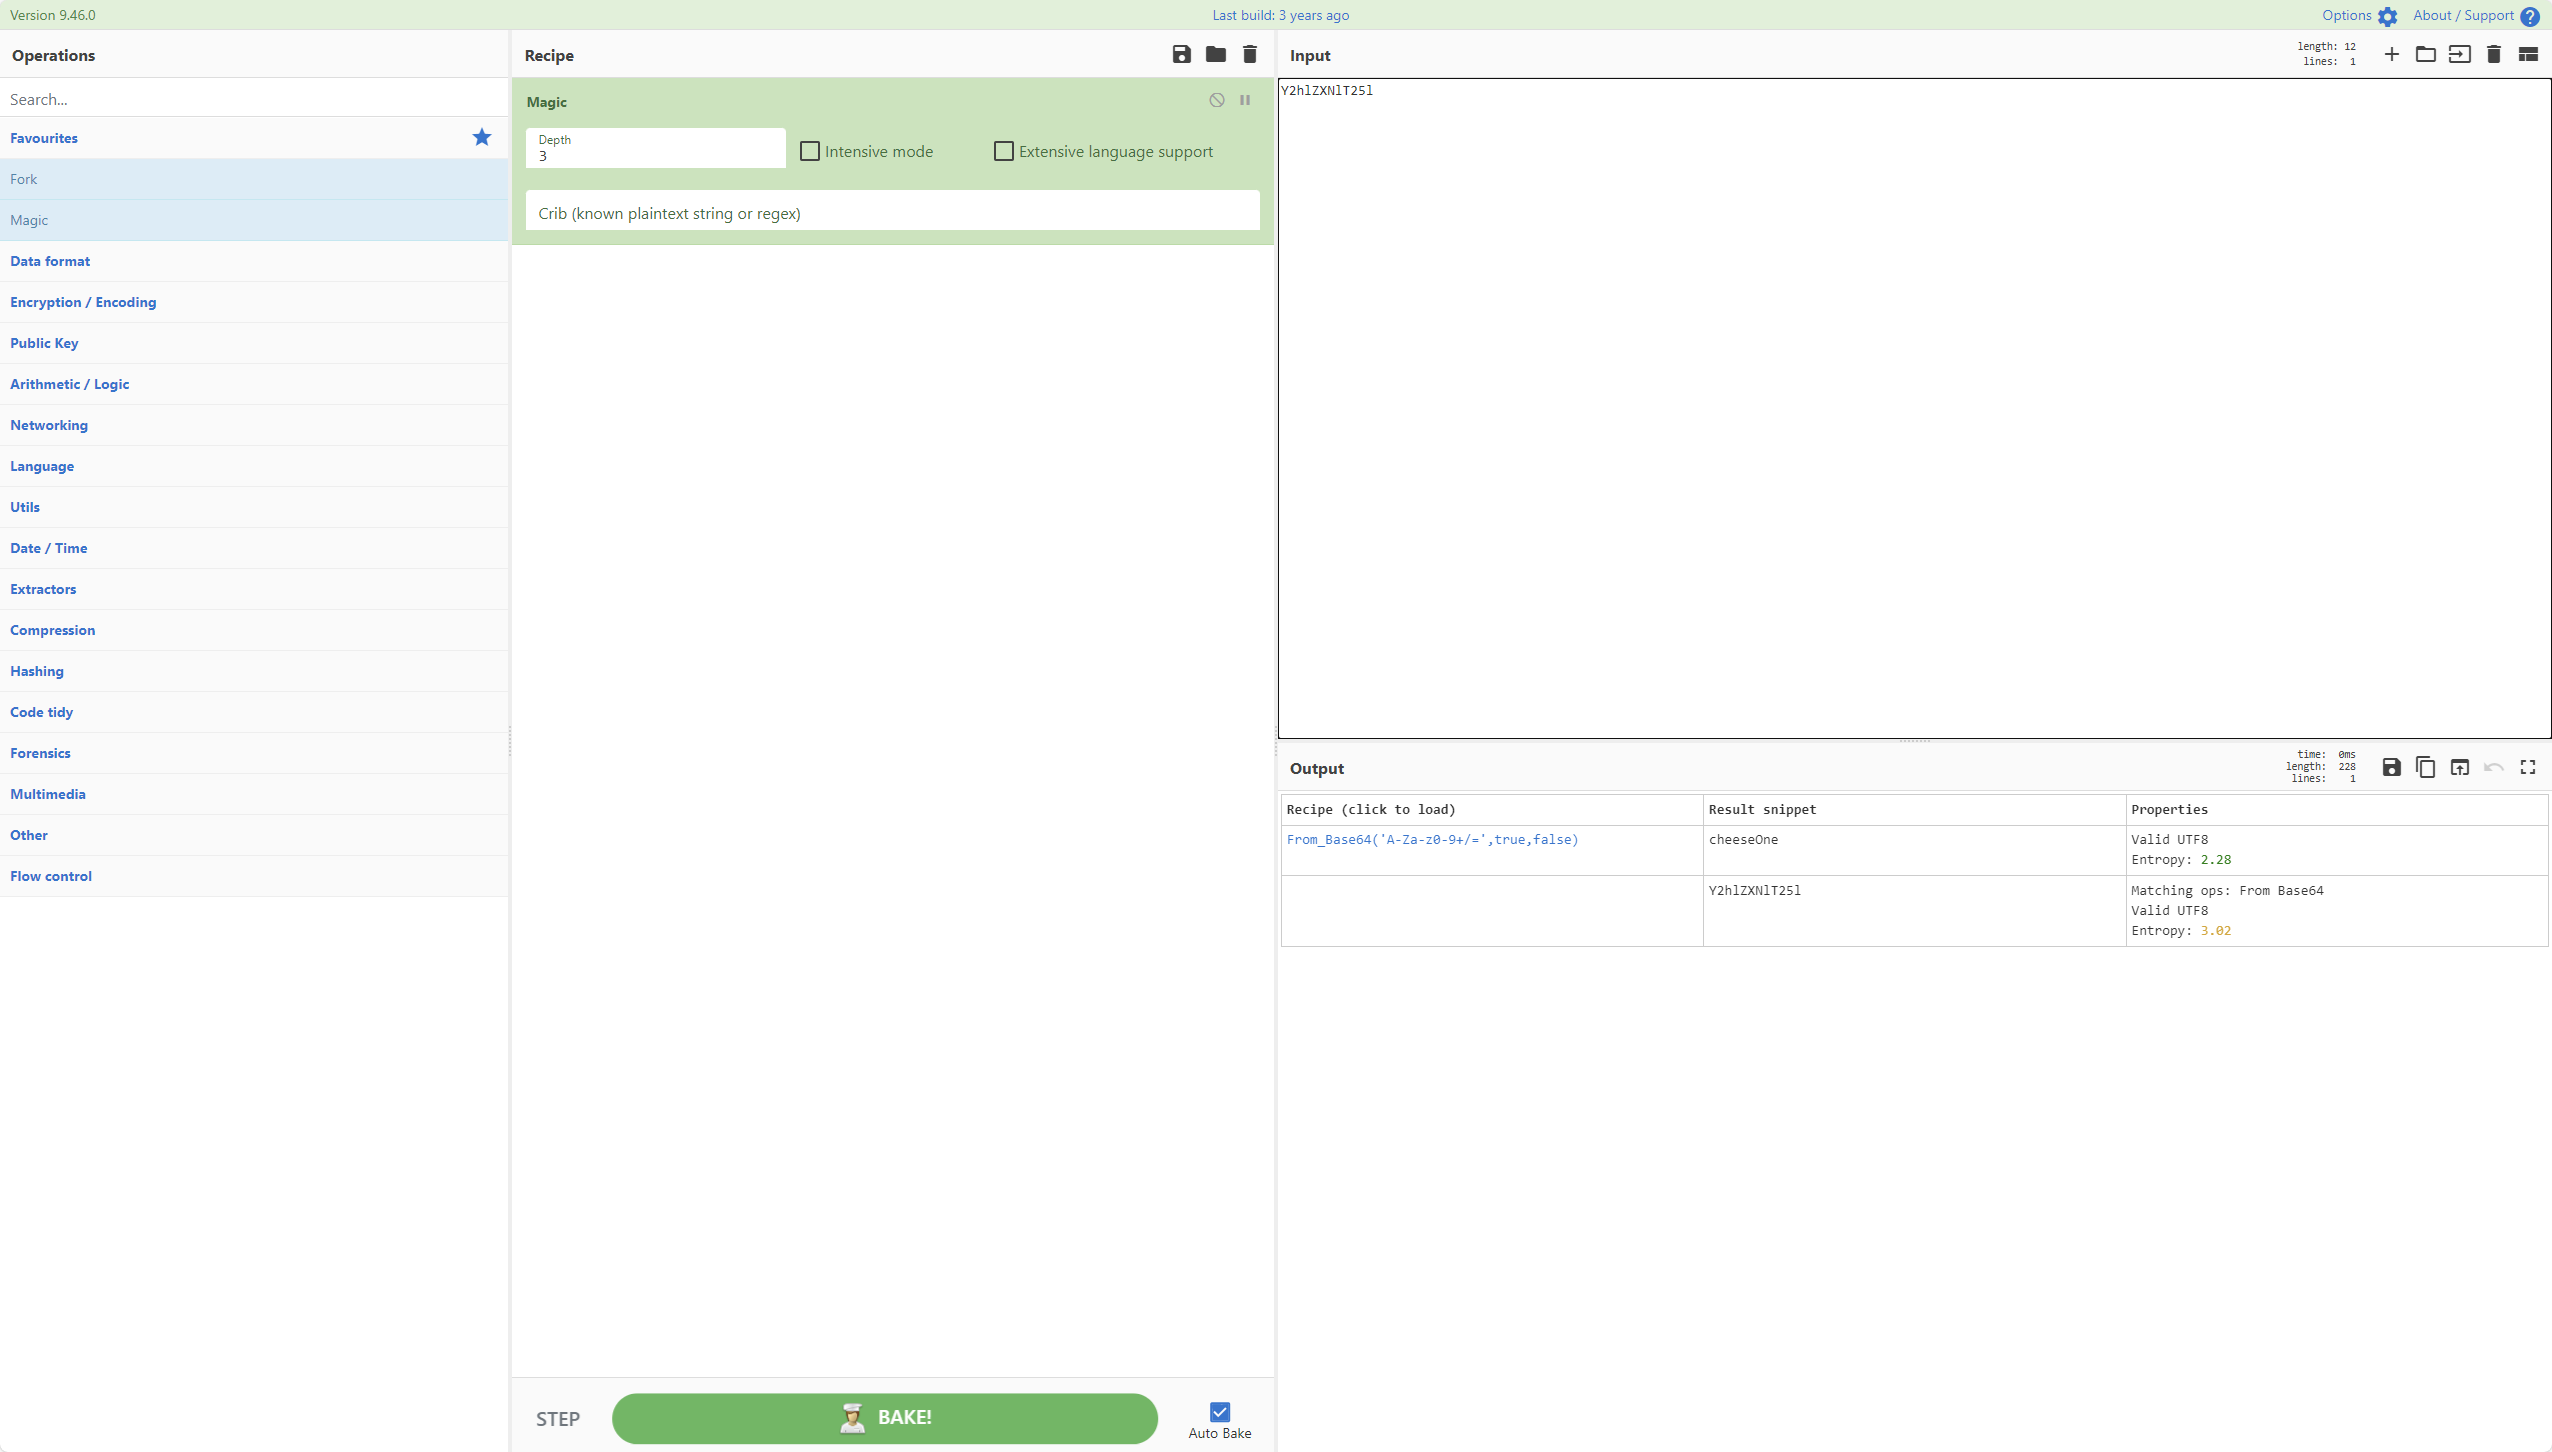 Version 9.46.0
Last build: 3 years ago
Options
About / Support
Operations
Search...
Favourites
Fork
Magic
Data format
Encryption / Encoding
Public Key
Arithmetic / Logic
Networking
Language
Utils
Date / Time
Extractors
Compression
Hashing
Code tidy
Forensics
Multimedia
Other
Flow control
Recipe
Magic
Depth
3
Intensive mode
Extensive language support
Crib (known plaintext string or regex)
STEP
BAKE!
Auto Bake
Input
length: 12
lines: 1
Y2hlZXNlT25l
Output
time: 0ms
length: 228
lines: 1
Recipe (click to load) Result snippet Properties
From_Base64('A-Za-z0-9+/=',true,false) cheeseOne Valid UTF8
Entropy: 2.28
Y2hlZXNlT25l Matching ops: From Base64
Valid UTF8
Entropy: 3.02